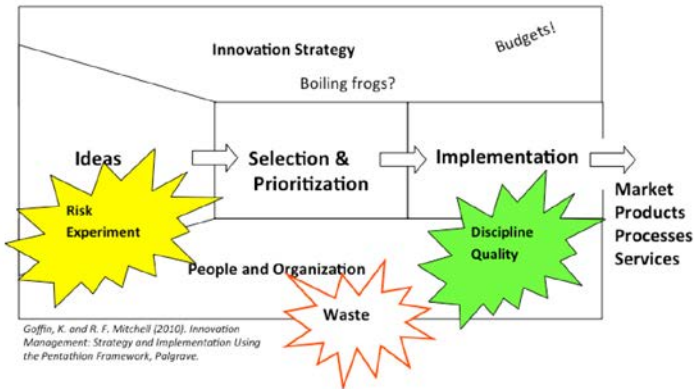 Budgets!
Innovation Strategy
Boiling frogs?
Ideas
Selection &
Prioritization
Implementation
Market
Products
Processes
Services
Risk
Experiment
Discipline
Quality
People and Organization
Waste
Goffin, K. and R. F. Mitchell (2010). Innovation
Management: Strategy and Implementation Using
the Pentathlon Framework, Palgrave.